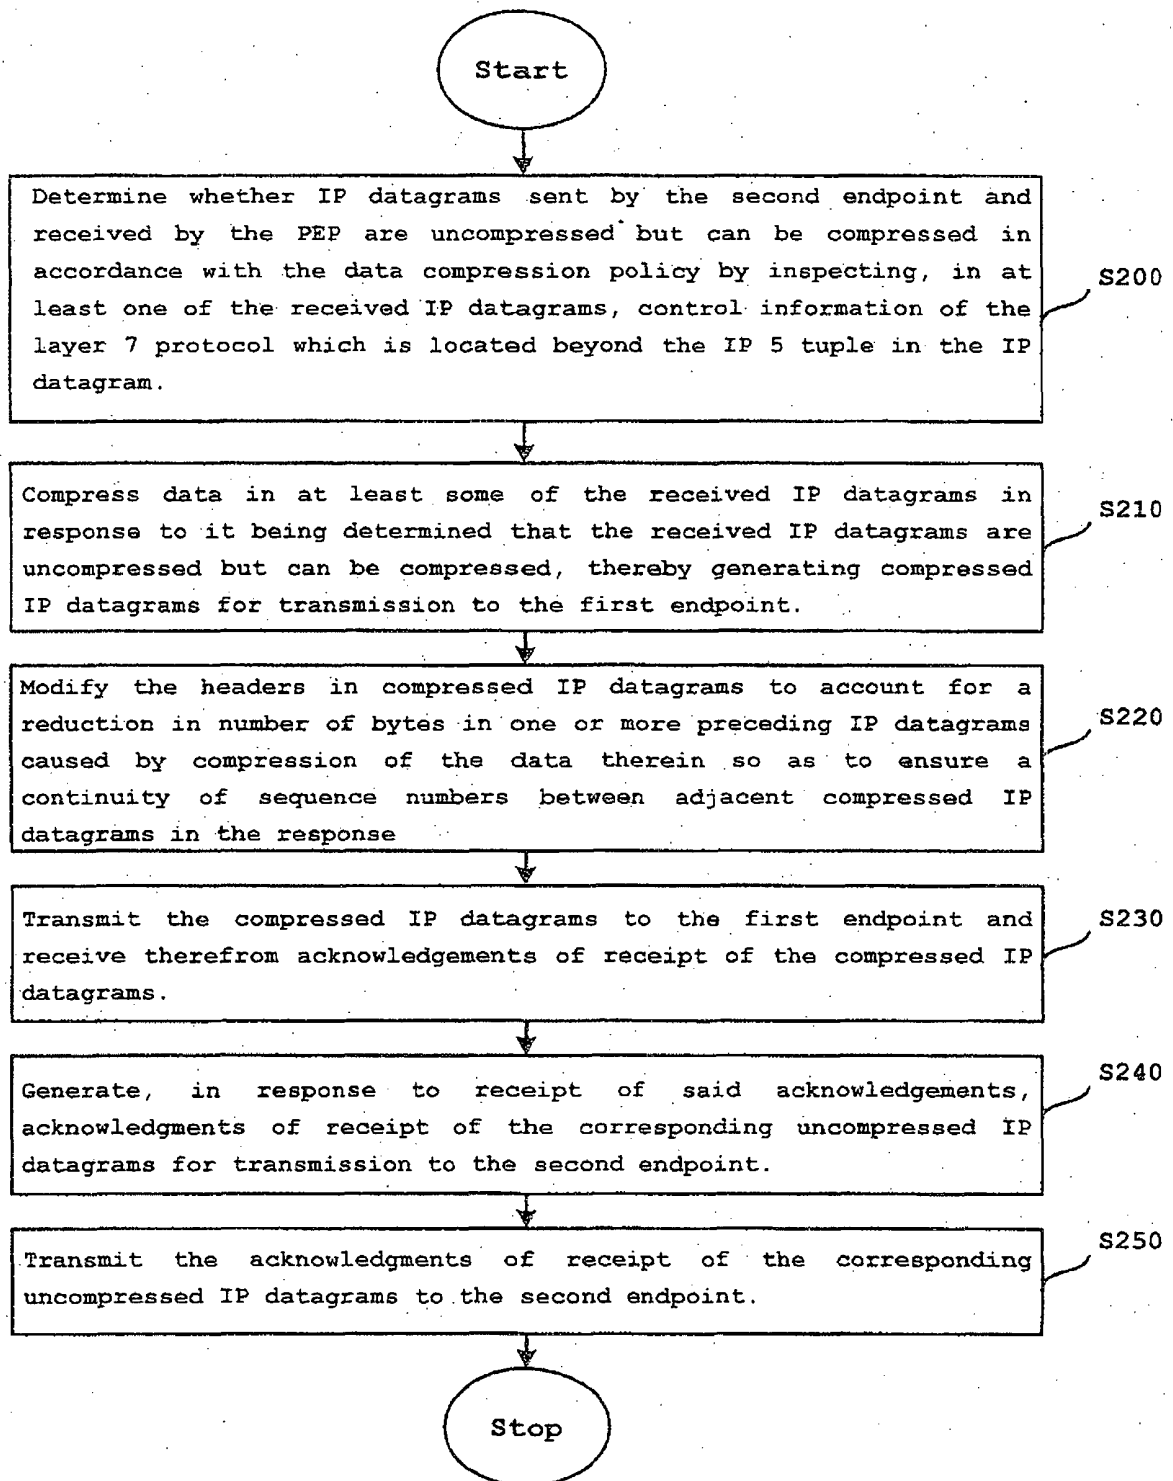 Start
Determine whether IP datagrams sent by the second endpoint and
received by the PEP are uncompressed but can be compressed in
accordance with the data compression policy by inspecting, in at
least one of the received IP datagrams, control information of the
layer 7 protocol which is located beyond the IP 5 tuple in the IP
datagram.
S200
Compress data in at least some of the received IP datagrams in
response to it being determined that the received IP datagrams are
uncompressed but can be compressed, thereby generating compressed
IP datagrams for transmission to the first endpoint.
S210
Modify the headers in compressed IP datagrams to account for a
reduction in number of bytes in one or more preceding IP datagrams
caused by compression of the data therein so as to ensure a
continuity of sequence numbers between adjacent compressed IP
datagrams in the response
S220
Transmit the compressed IP datagrams to the first endpoint and
receive therefrom acknowledgements of receipt of the compressed IP
datagrams.
S230
Generate, in response to receipt of said acknowledgements,
acknowledgments of receipt of the corresponding uncompressed IP
datagrams for transmission to the second endpoint.
S240
Transmit the acknowledgments of receipt of the corresponding
uncompressed IP datagrams to the second endpoint.
S250
Stop